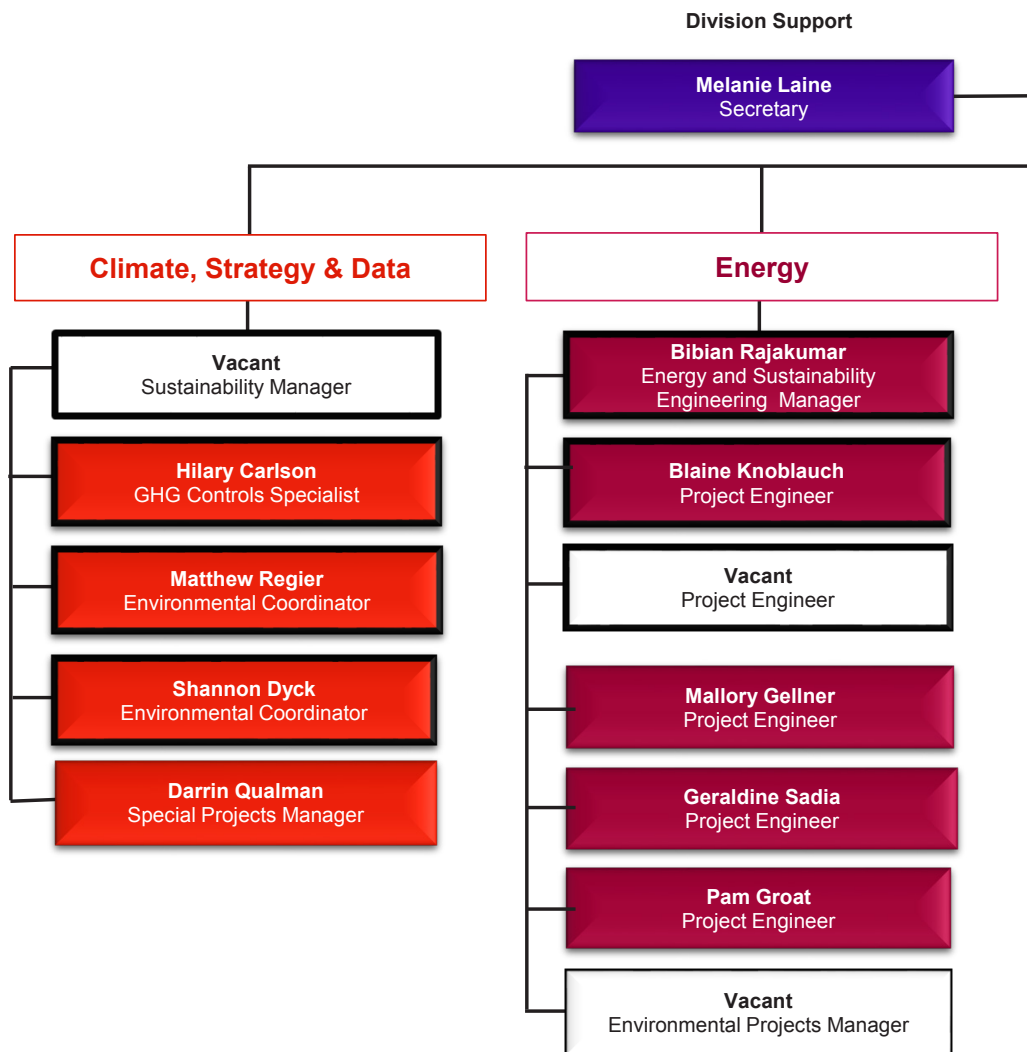 Division Support
Melanie Laine
Secretary
Climate, Strategy & Data
Vacant
Sustainability Manager
Hilary Carlson
GHG Controls Specialist
Matthew Regier
Environmental Coordinator
Shannon Dyck
Environmental Coordinator
Darrin Qualman
Special Projects Manager
Energy
Bibian Rajakumar
Energy and Sustainability
Engineering Manager
Blaine Knoblauch
Project Engineer
Vacant
Project Engineer
Mallory Gellner
Project Engineer
Geraldine Sadia
Project Engineer
Pam Groat
Project Engineer
Vacant
Environmental Projects Manager